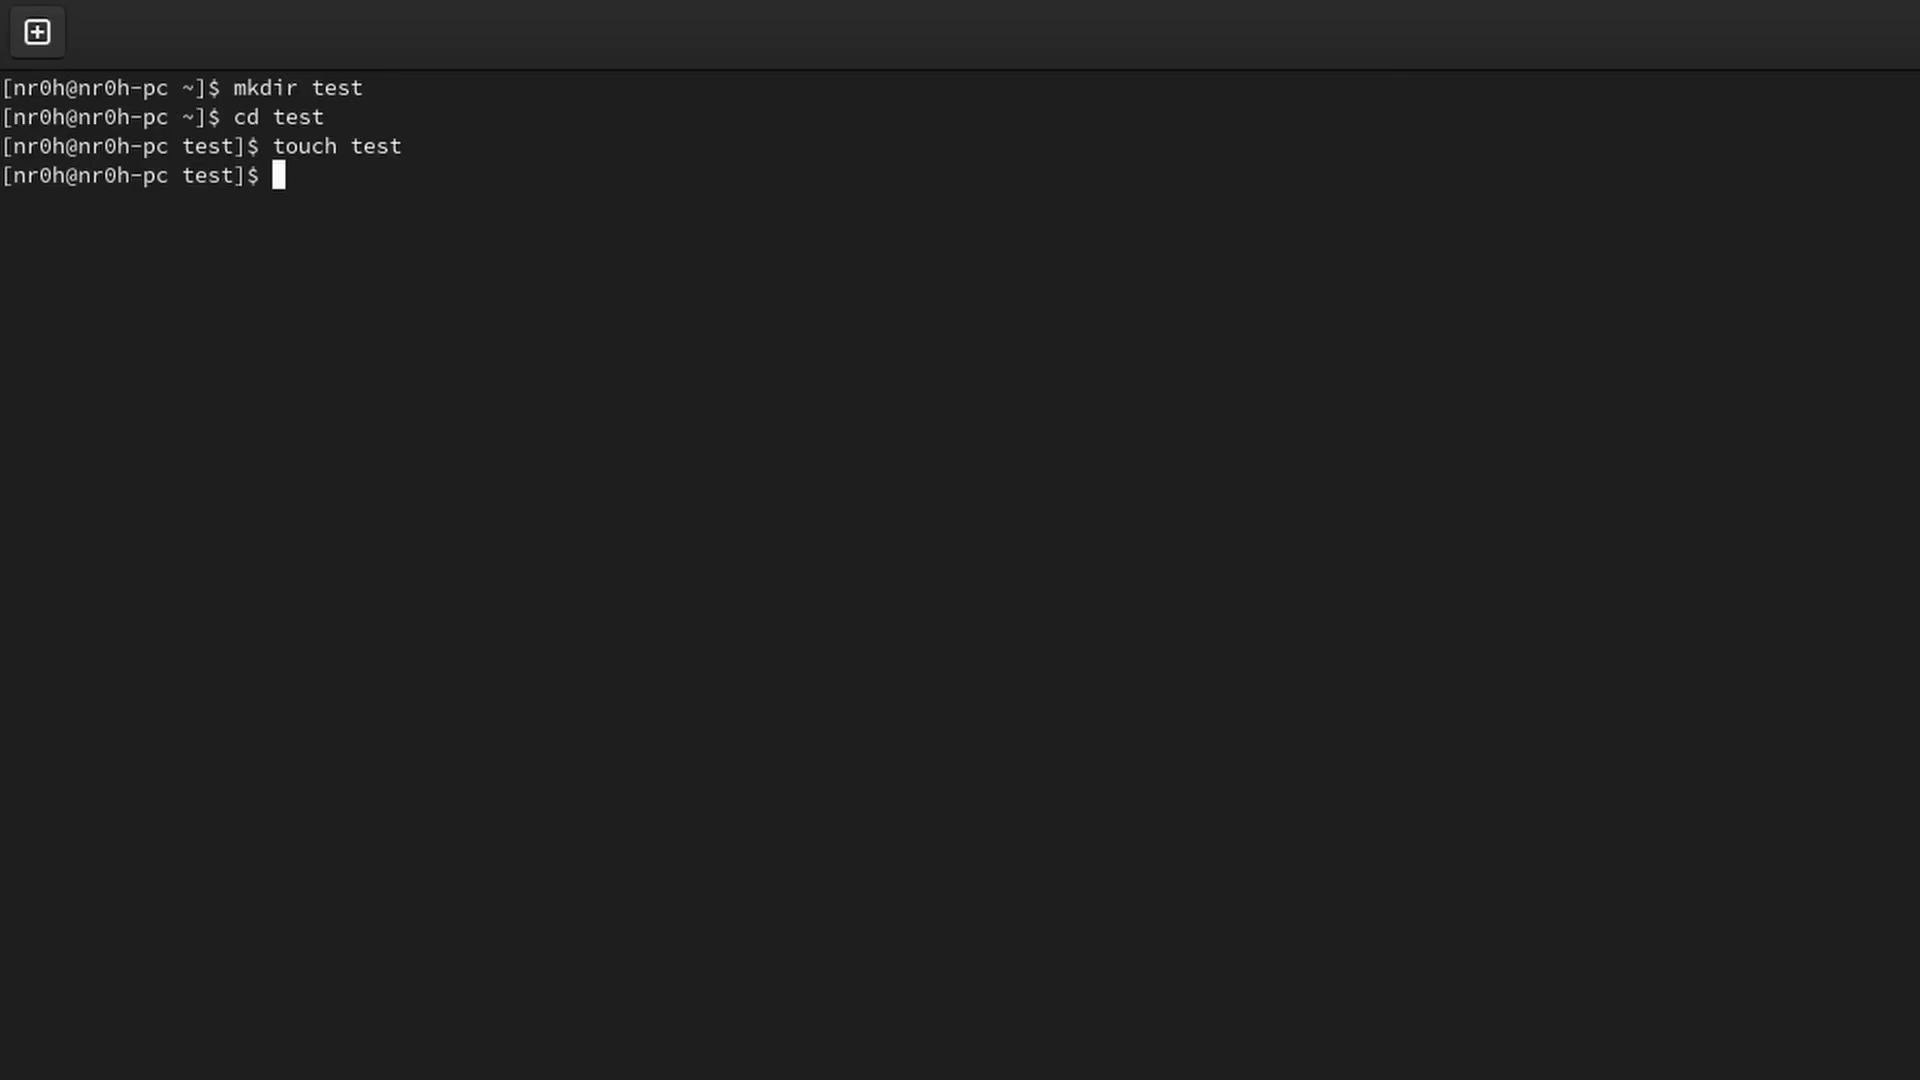 [nr0h@nr0h-pc ~]$ mkdir test
[nr0h@nr0h-pc ~]$ cd test
[nr0h@nr0h-pc test]$ touch test
[nr0h@nr0h-pc test]$